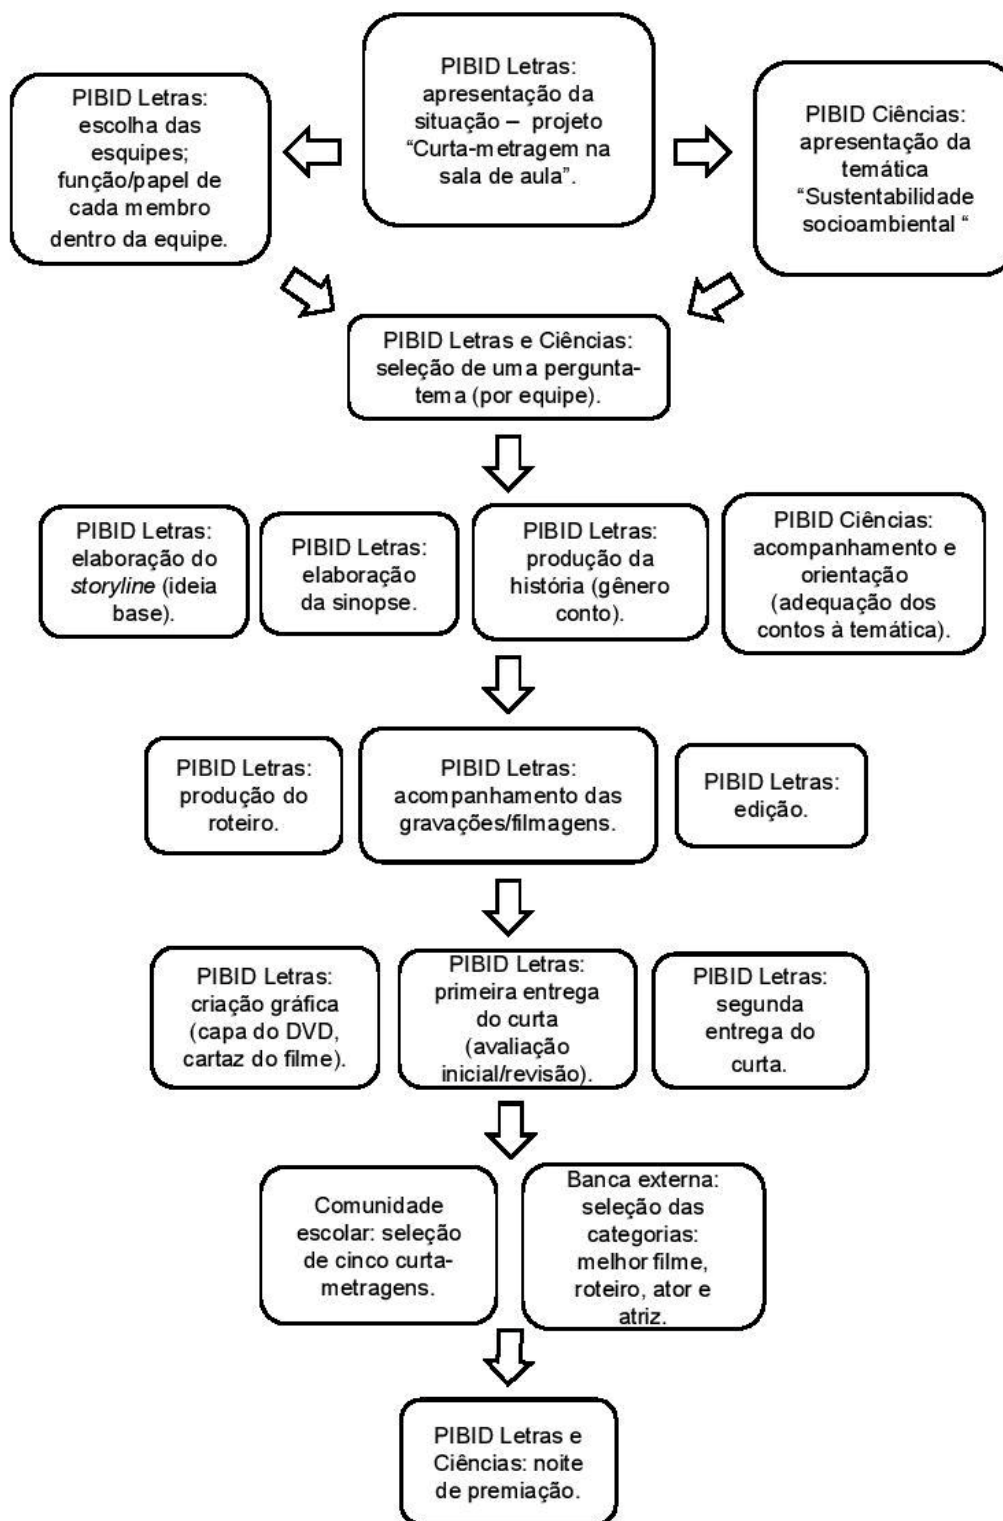 PIBID Letras:
apresentação da
situação – projeto
“Curta-metragem na
sala de aula”.
PIBID Letras:
escolha das
esquipes;
função/papel de
cada membro
dentro da equipe.
PIBID Ciências:
apresentação da
temática
“Sustentabilidade
socioambiental “
PIBID Letras e Ciências:
seleção de uma pergunta-
tema (por equipe).
PIBID Letras:
elaboração do
storyline (ideia
base).
PIBID Letras:
elaboração
da sinopse.
PIBID Letras:
produção da
história (gênero
conto).
PIBID Ciências:
acompanhamento e
orientação
(adequação dos
contos à temática).
PIBID Letras:
produção do
roteiro.
PIBID Letras:
acompanhamento das
gravações/filmagens.
PIBID Letras:
edição.
PIBID Letras:
criação gráfica
(capa do DVD,
cartaz do filme).
PIBID Letras:
primeira entrega
do curta
(avaliação
inicial/revisão).
PIBID Letras:
segunda
entrega do
curta.
Comunidade
escolar: seleção
de cinco curta-
metragens.
Banca externa:
seleção das
categorias:
melhor filme,
roteiro, ator e
atriz.
PIBID Letras e
Ciências: noite
de premiação.